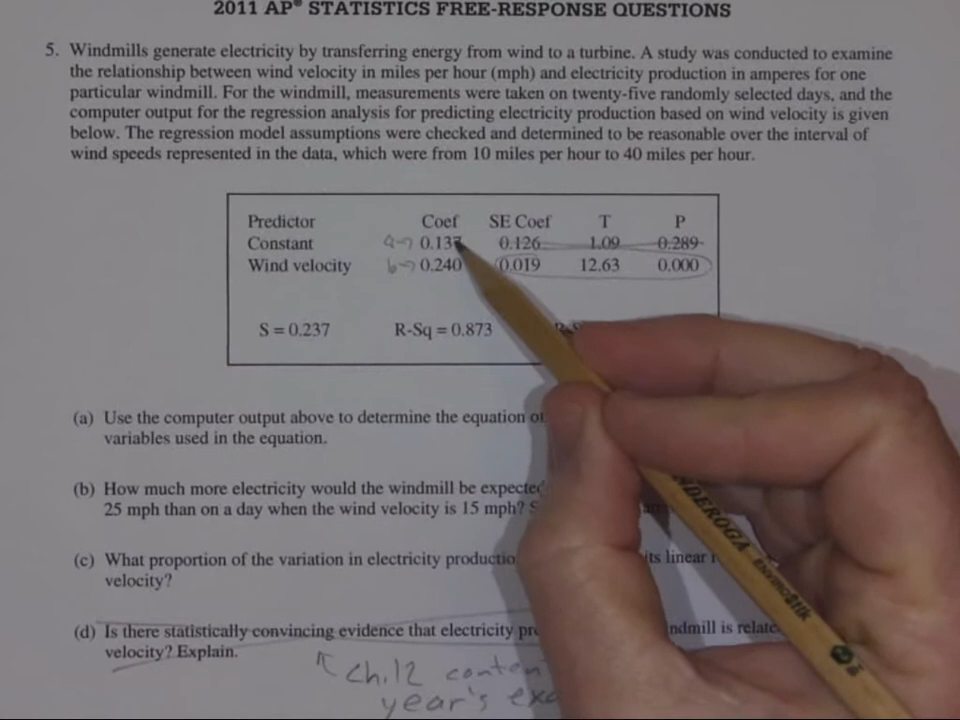 2011 AP® STATISTICS FREE-RESPONSE QUESTIONS
5. Windmills generate electricity by transferring energy from wind to a turbine. A study was conducted to examine
the relationship between wind velocity in miles per hour (mph) and electricity production in amperes for one
particular windmill. For the windmill, measurements were taken on twenty-five randomly selected days, and the
computer output for the regression analysis for predicting electricity production based on wind velocity is given
below. The regression model assumptions were checked and determined to be reasonable over the interval of
wind speeds represented in the data, which were from 10 miles per hour to 40 miles per hour.
Predictor Coef SE Coef T P
Constant a→ 0.137 0.126 1.09 0.289
Wind velocity b→ 0.240 0.019 12.63 0.000
S = 0.237 R-Sq = 0.873
(a) Use the computer output above to determine the equation
variables used in the equation.
(b) How much more electricity would the windmill be expected
25 mph than on a day when the wind velocity is 15 mph?
(c) What proportion of the variation in electricity its linear
velocity?
(d) Is there statistically convincing evidence that electricity is
velocity? Explain.
ch.12
year's
TICONDEROGA